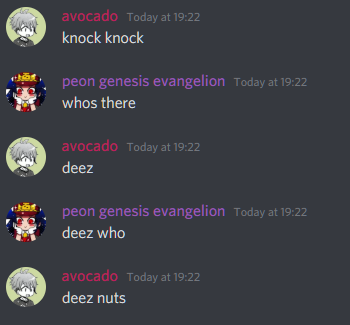 avocado Today at 19:22
knock knock
peon genesis evangelion Today at 19:22
whos there
avocado Today at 19:22
deez
peon genesis evangelion Today at 19:22
deez who
avocado Today at 19:22
deez nuts